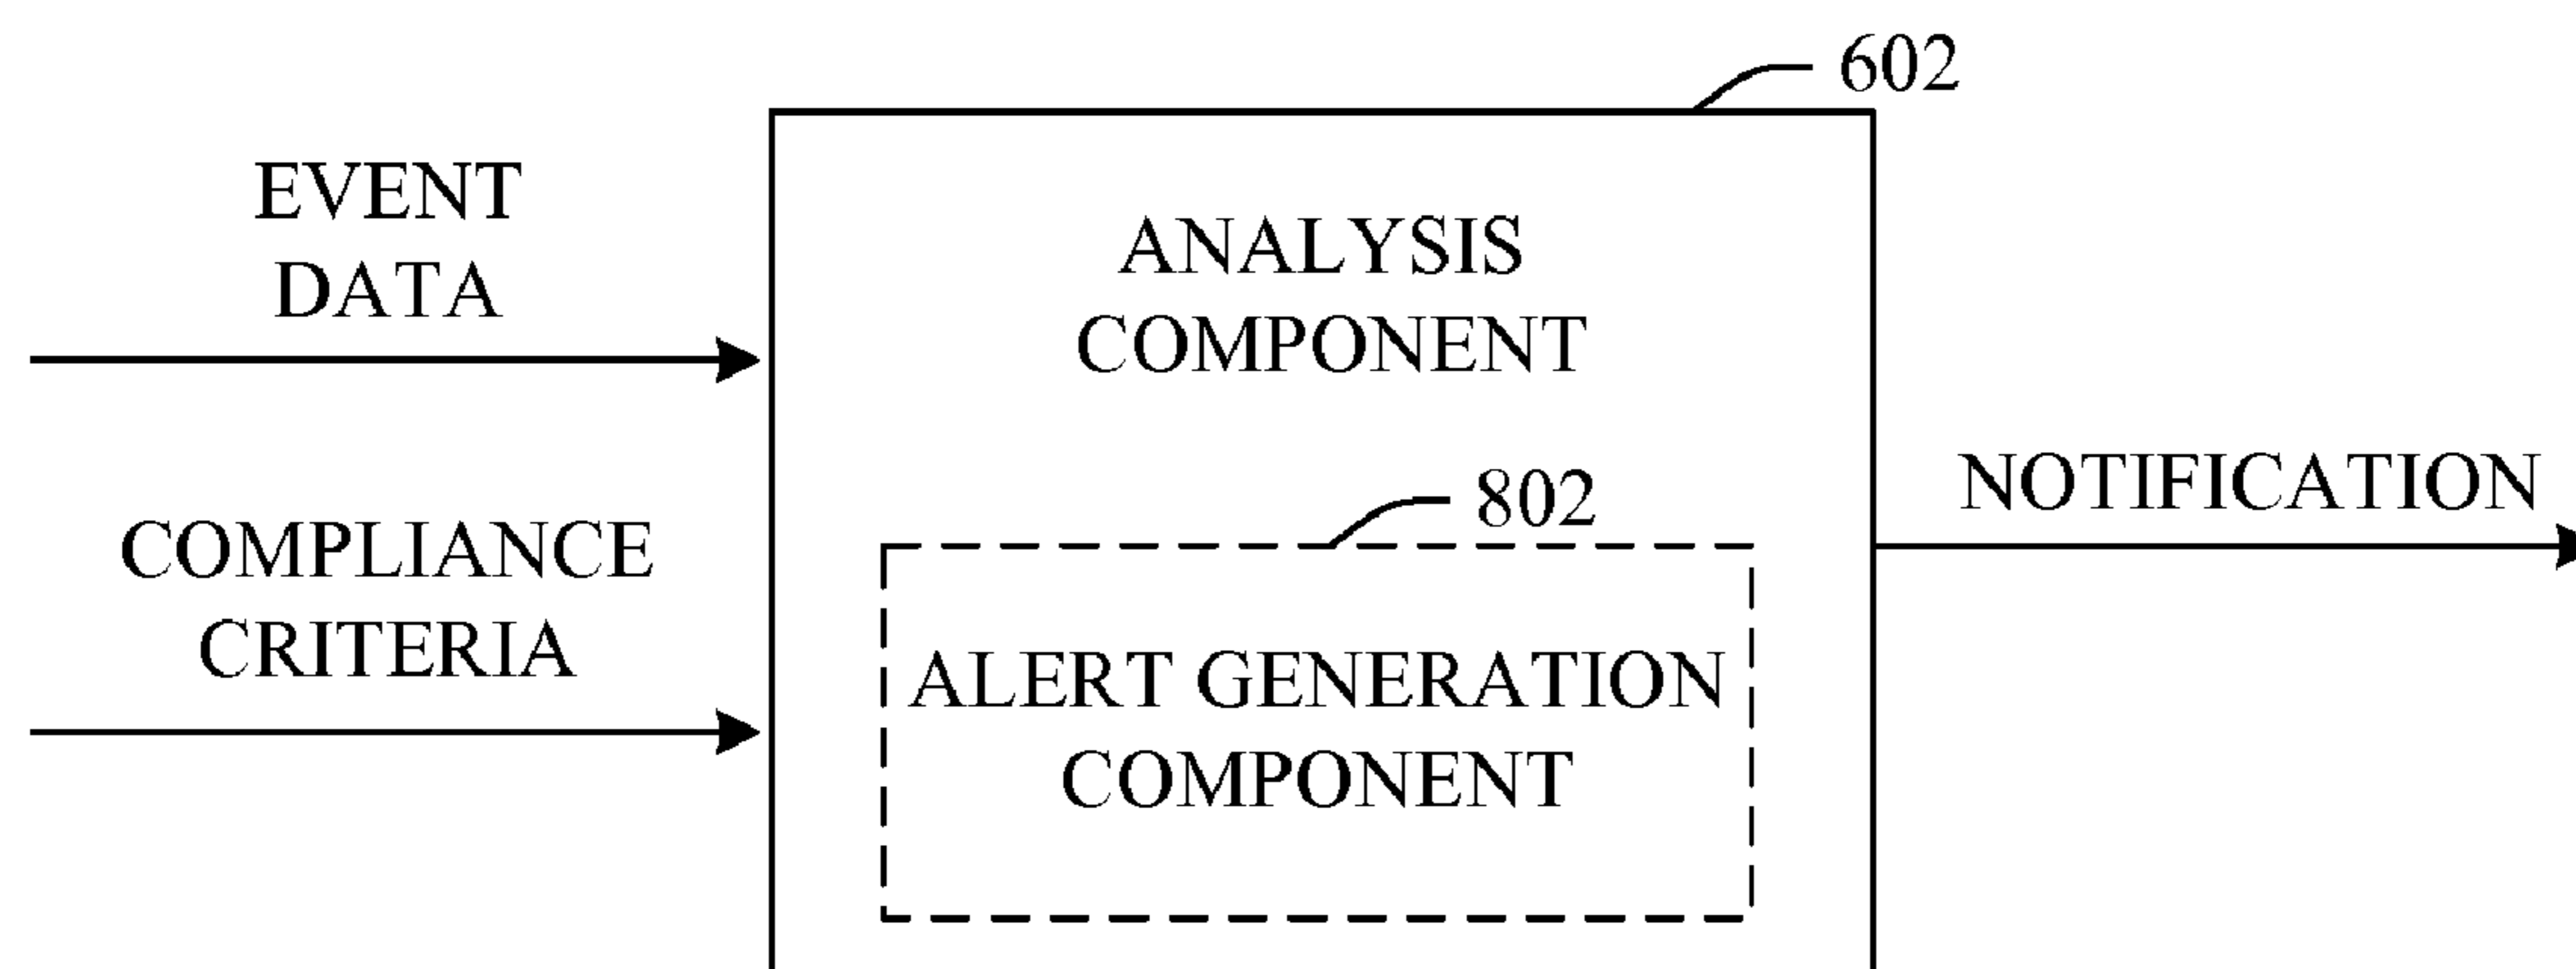 602
EVENT
DATA
ANALYSIS
COMPONENT
802
NOTIFICATION
COMPLIANCE
CRITERIA
ALERT GENERATION
COMPONENT